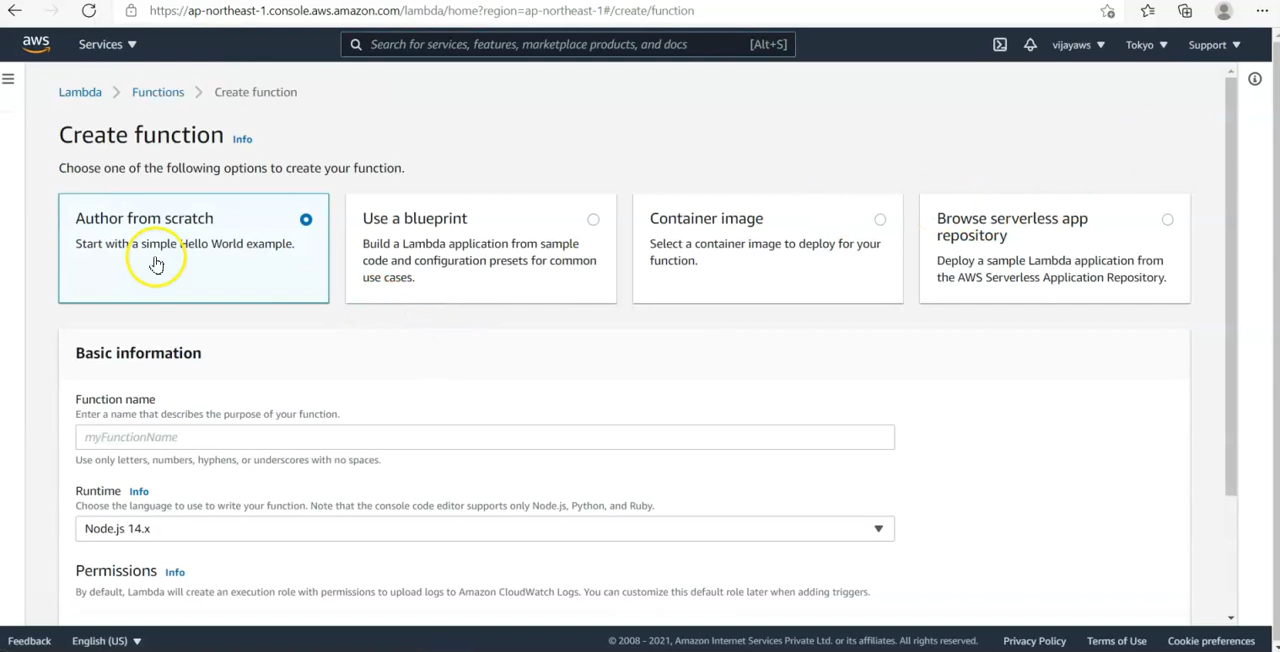 https://ap-northeast-1.console.aws.amazon.com/lambda/home?region=ap-northeast-1#/create/function
aws
Services
Search for services, features, marketplace products, and docs [Alt+S]
vijayaws
Tokyo
Support
Lambda > Functions > Create function
Create function Info
Choose one of the following options to create your function.
Author from scratch
Start with a simple Hello World example.
Use a blueprint
Build a Lambda application from sample
code and configuration presets for common
use cases.
Container image
Select a container image to deploy for your
function.
Browse serverless app
repository
Deploy a sample Lambda application from
the AWS Serverless Application Repository.
Basic information
Function name
Enter a name that describes the purpose of your function.
myFunctionName
Use only letters, numbers, hyphens, or underscores with no spaces.
Runtime Info
Choose the language to use to write your function. Note that the console code editor supports only Node.js, Python, and Ruby.
Node.js 14.x
Permissions Info
By default, Lambda will create an execution role with permissions to upload logs to Amazon CloudWatch Logs. You can customize this default role later when adding triggers.
Feedback
English (US)
© 2008 - 2021, Amazon Internet Services Private Ltd. or its affiliates. All rights reserved.
Privacy Policy
Terms of Use
Cookie preferences